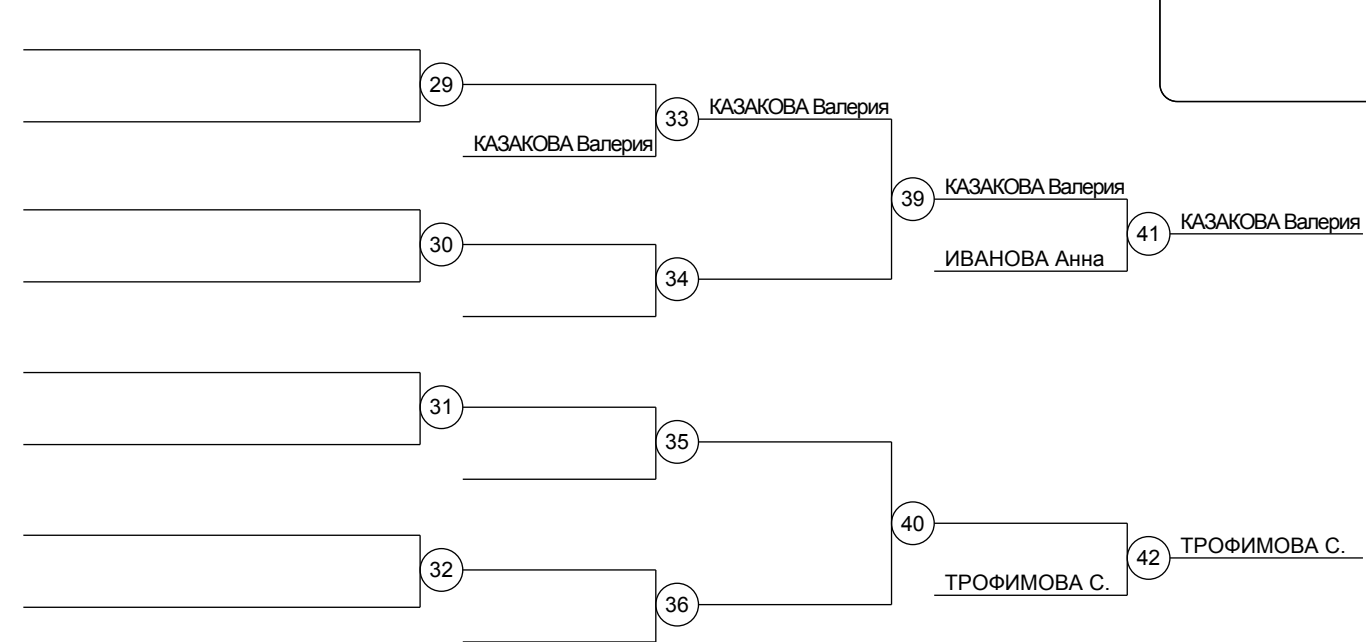 29
33 КАЗАКОВА Валерия
КАЗАКОВА Валерия
39 КАЗАКОВА Валерия
41 КАЗАКОВА Валерия
30
ИВАНОВА Анна
34
31
35
40
42 ТРОФИМОВА С.
32
ТРОФИМОВА С.
36